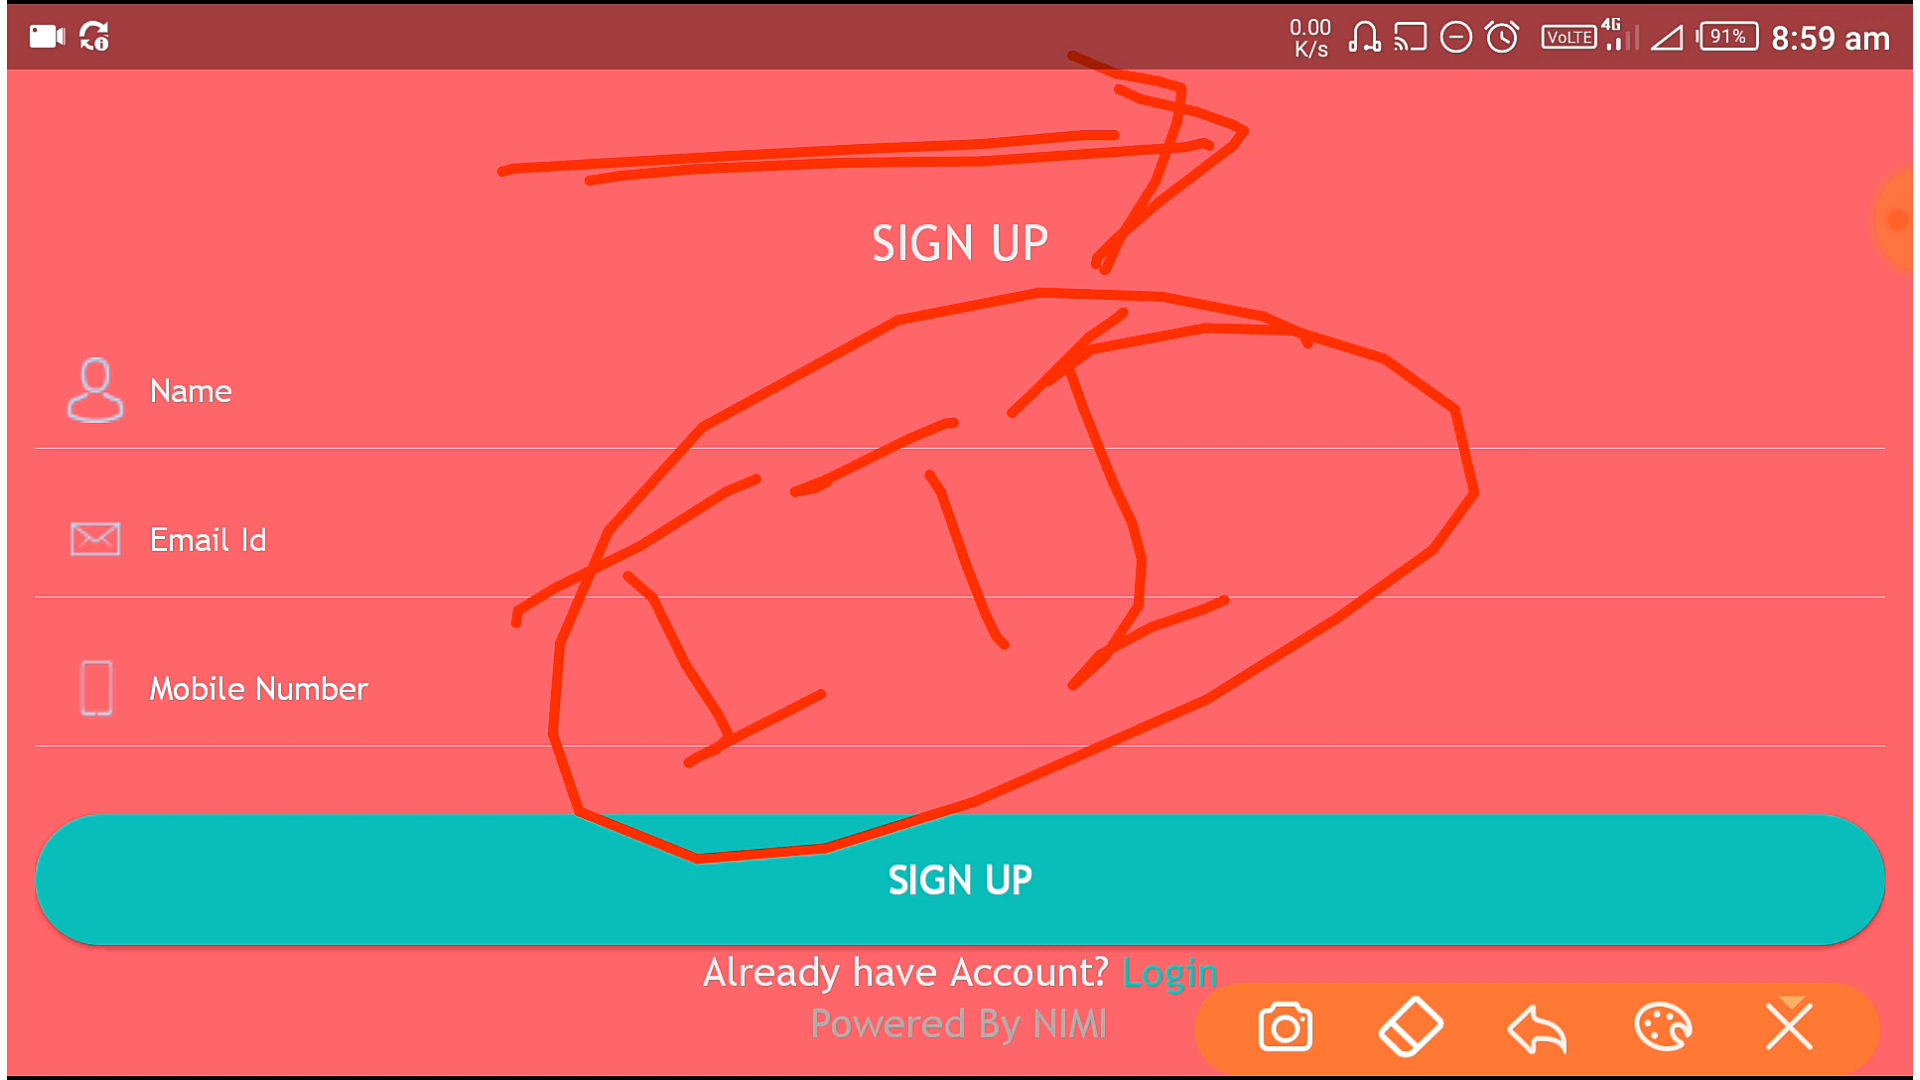 0.00 K/s VoLTE 4G 91% 8:59 am
SIGN UP
Name
Email Id
Mobile Number
ITI
SIGN UP
Already have Account? Login
Powered By NIMI